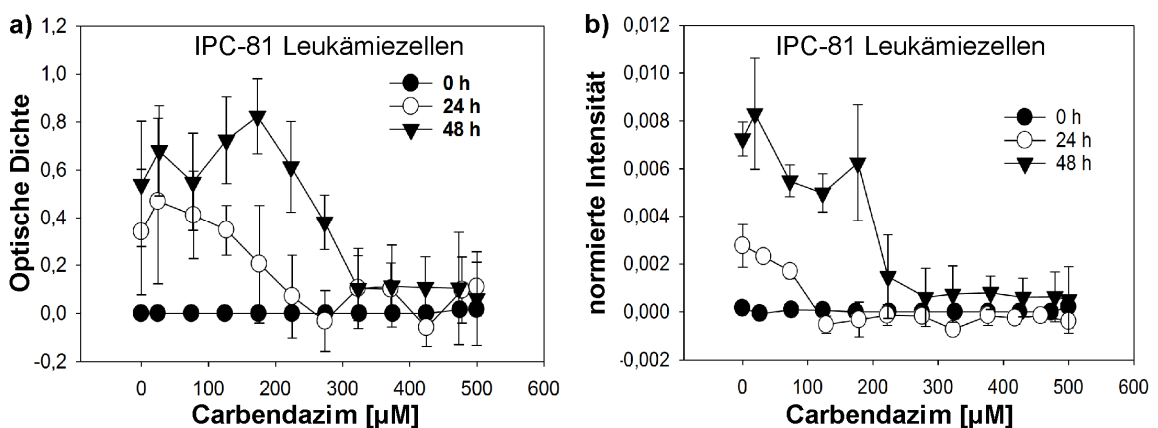 a)
IPC-81 Leukämiezellen
0 h
24 h
48 h
Optische Dichte
1,2
1,0
0,8
0,6
0,4
0,2
0,0
-0,2
0 100 200 300 400 500 600
Carbendazim [µM]
b)
IPC-81 Leukämiezellen
0 h
24 h
48 h
normierte Intensität
0,012
0,010
0,008
0,006
0,004
0,002
0,000
-0,002
0 100 200 300 400 500 600
Carbendazim [µM]